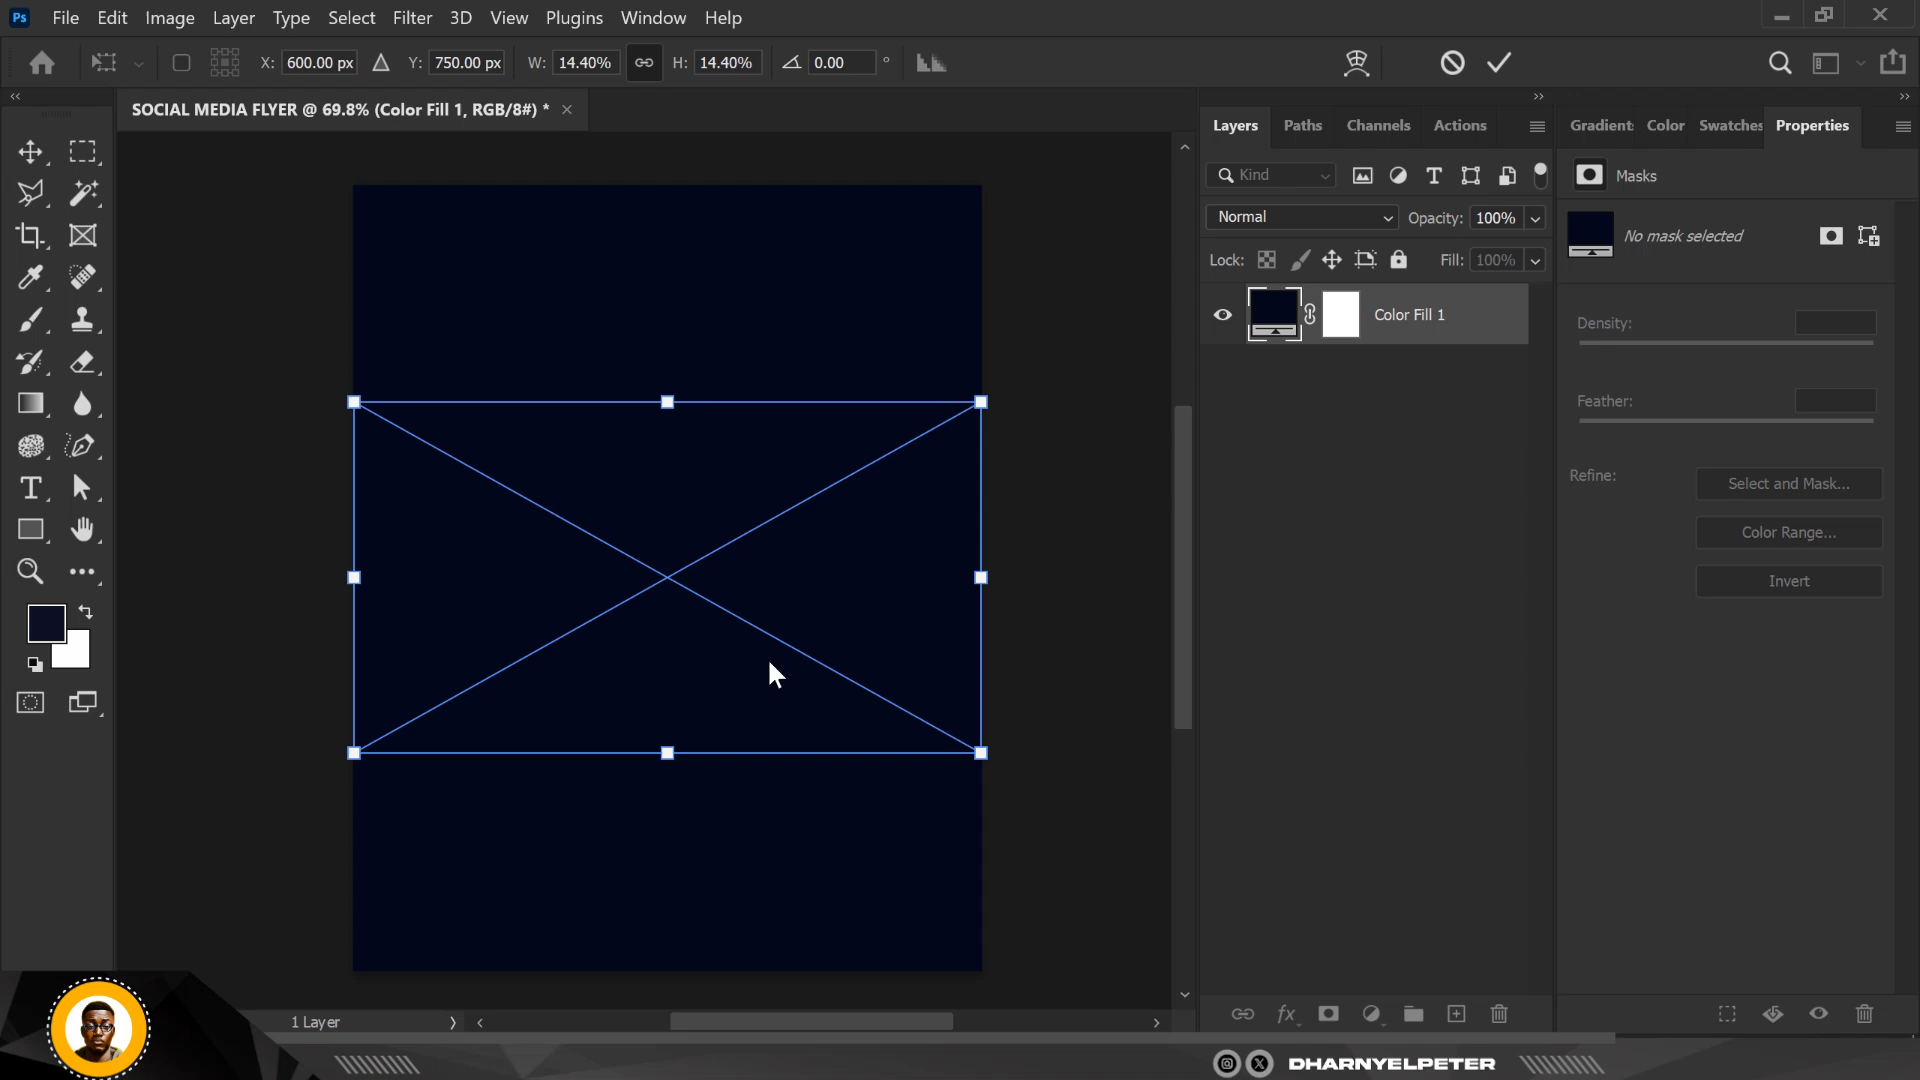 Ps File Edit Image Layer Type Select Filter 3D View Plugins Window Help
X: 600.00 px Y: 750.00 px W: 14.40% H: 14.40% 0.00 °
SOCIAL MEDIA FLYER @ 69.8% (Color Fill 1, RGB/8#) *
Layers Paths Channels Actions
Gradient Color Swatches Properties
Kind
Masks
Normal Opacity: 100%
No mask selected
Lock: Fill: 100%
Color Fill 1
Density:
Feather:
Refine: Select and Mask...
Color Range...
Invert
1 Layer
DHARNYELPETER